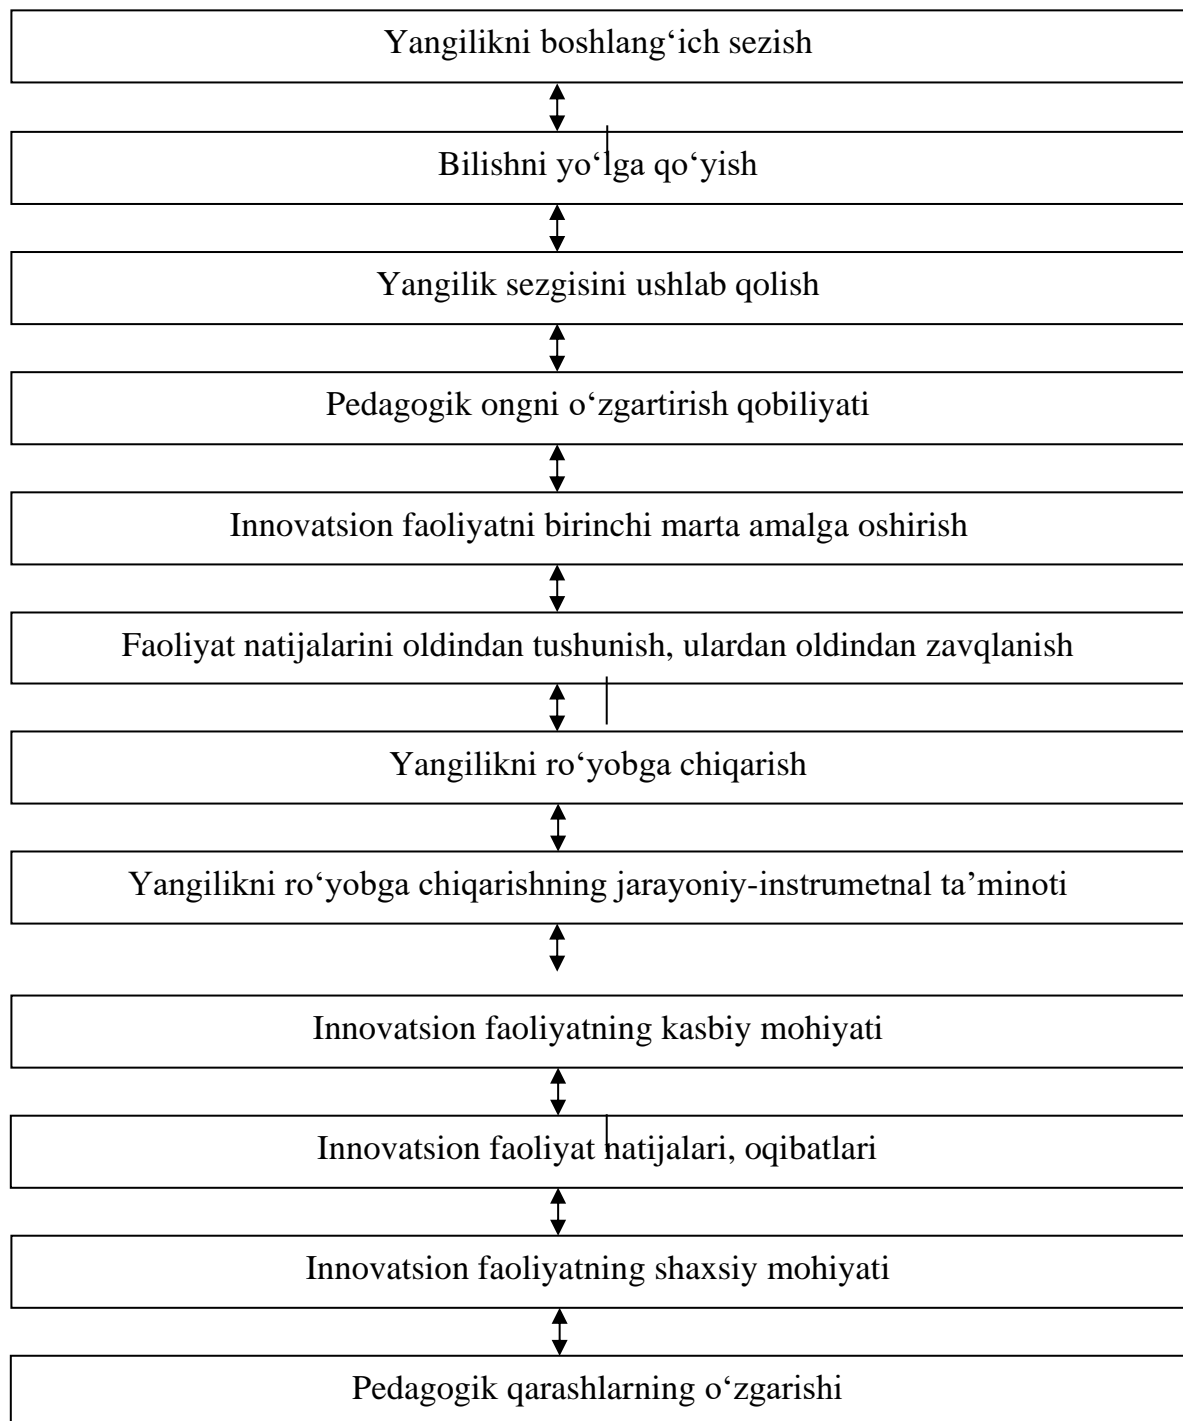 Yangilikni boshlang‘ich sezish
Bilishni yo‘lga qo‘yish
Yangilik sezgisini ushlab qolish
Pedagogik ongni o‘zgartirish qobiliyati
Innovatsion faoliyatni birinchi marta amalga oshirish
Faoliyat natijalarini oldindan tushunish, ulardan oldindan zavqlanish
Yangilikni ro‘yobga chiqarish
Yangilikni ro‘yobga chiqarishning jarayoniy-instrumetnal ta’minoti
Innovatsion faoliyatning kasbiy mohiyati
Innovatsion faoliyat natijalari, oqibatlari
Innovatsion faoliyatning shaxsiy mohiyati
Pedagogik qarashlarning o‘zgarishi